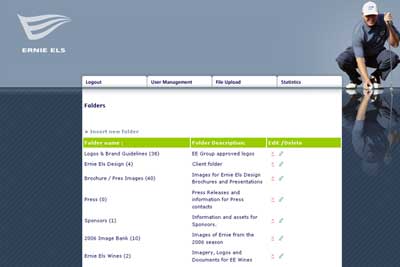 ERNIE ELS
Logout User Management File Upload Statistics
Folders
» Insert new folder
Folder name : Folder Description: Edit /Delete
Logos & Brand Guidelines (36) EE Group approved logos
Ernie Els Design (4) Client folder
Brochure / Pres Images (40) Images for Ernie Els Design
Brochures and Presentations
Press (0) Press Releases and
information for Press
contacts
Sponsors (1) Information and assets for
Sponsors.
2006 Image Bank (10) Images of Ernie from the
2006 season
Ernie Els Wines (2) Imagery, Logos and
Documents for EE Wines